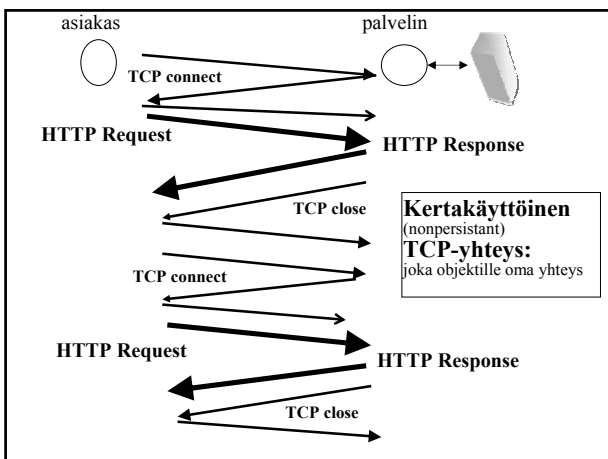 asiakas palvelin
TCP connect
HTTP Request
HTTP Response
TCP close
Kertakäyttöinen
(nonpersistant)
TCP-yhteys:
joka objektille oma yhteys
TCP connect
HTTP Request
HTTP Response
TCP close